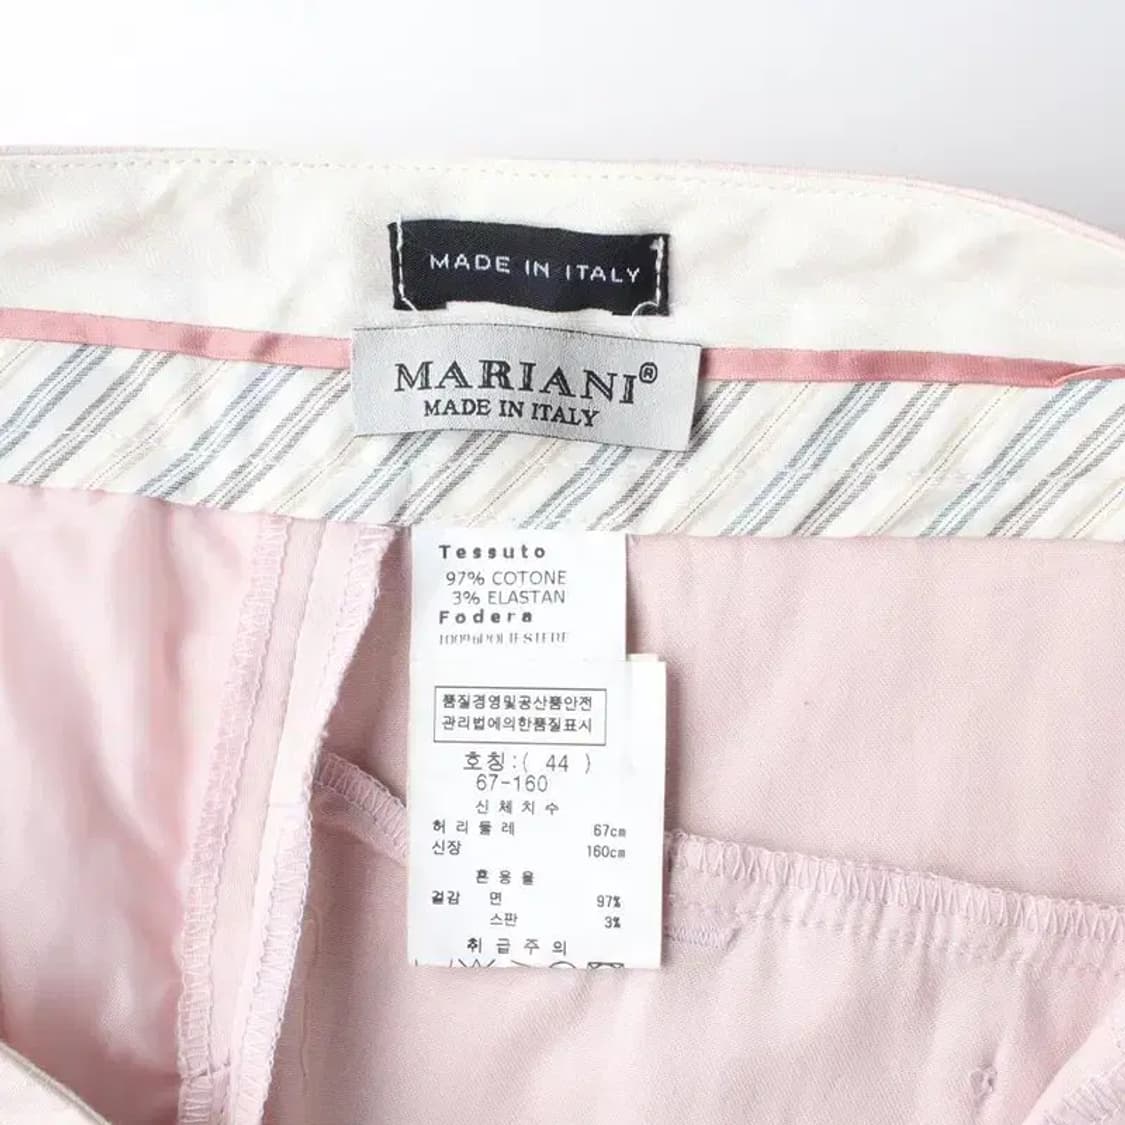 MADE IN ITALY
MARIANI®
MADE IN ITALY
Tessuto
97% COTONE
3% ELASTAN
Fodera
100%POLIESTERE
품질경영및공산품안전
관리법에의한품질표시
호칭:( 44 )
67-160
신체치수
허리둘레 67cm
신장 160cm
혼용율
겉감 면 97%
스판 3%
취급주의